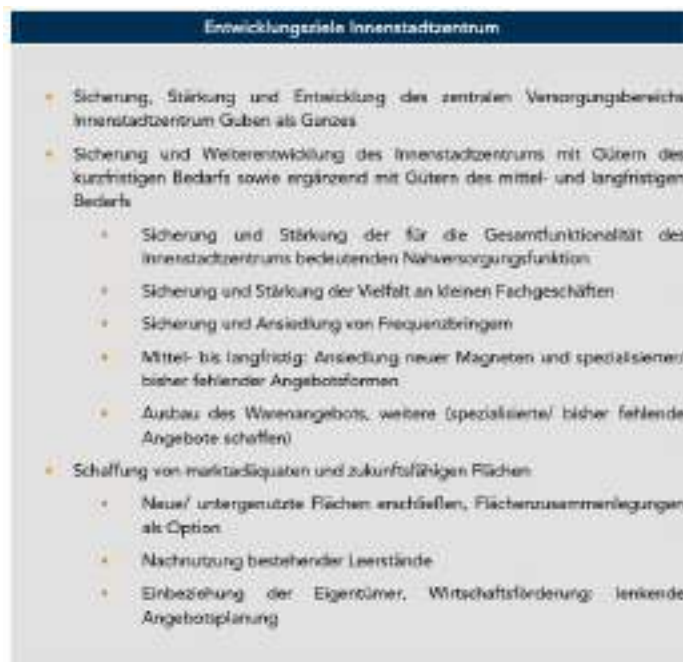 Entwicklungsziele Innenstadtzentrum
• Sicherung, Stärkung und Entwicklung des zentralen Versorgungsbereichs
Innenstadtzentrum Guben als Ganzes
• Sicherung und Weiterentwicklung des Innenstadtzentrums mit Gütern des
kurzfristigen Bedarfs sowie ergänzend mit Gütern des mittel- und langfristigen
Bedarfs
• Sicherung und Stärkung der für die Gesamtfunktionalität des
Innenstadtzentrums bedeutenden Nahversorgungsfunktion
• Sicherung und Stärkung der Vielfalt an kleinen Fachgeschäften
• Sicherung und Ansiedlung von Frequenzbringern
• Mittel- bis langfristig: Ansiedlung neuer Magneten und spezialisierter/
bisher fehlender Angebotsformen
• Ausbau des Warenangebots, weitere (spezialisierte/ bisher fehlende
Angebote schaffen)
• Schaffung von marktadäquaten und zukunftsfähigen Flächen
• Neue/ untergenutzte Flächen erschließen, Flächenzusammenlegungen
als Option
• Nachnutzung bestehender Leerstände
• Einbeziehung der Eigentümer, Wirtschaftsförderung: lenkende
Angebotsplanung